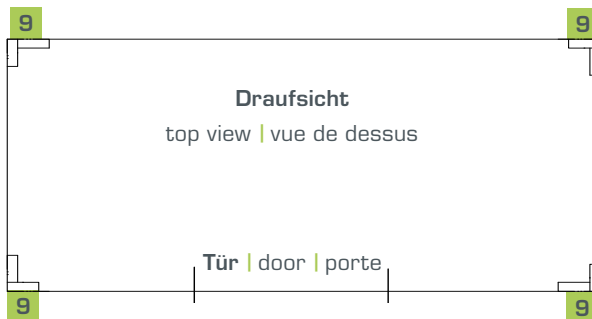 9 9
Draufsicht
top view | vue de dessus
Tür | door | porte
9 9